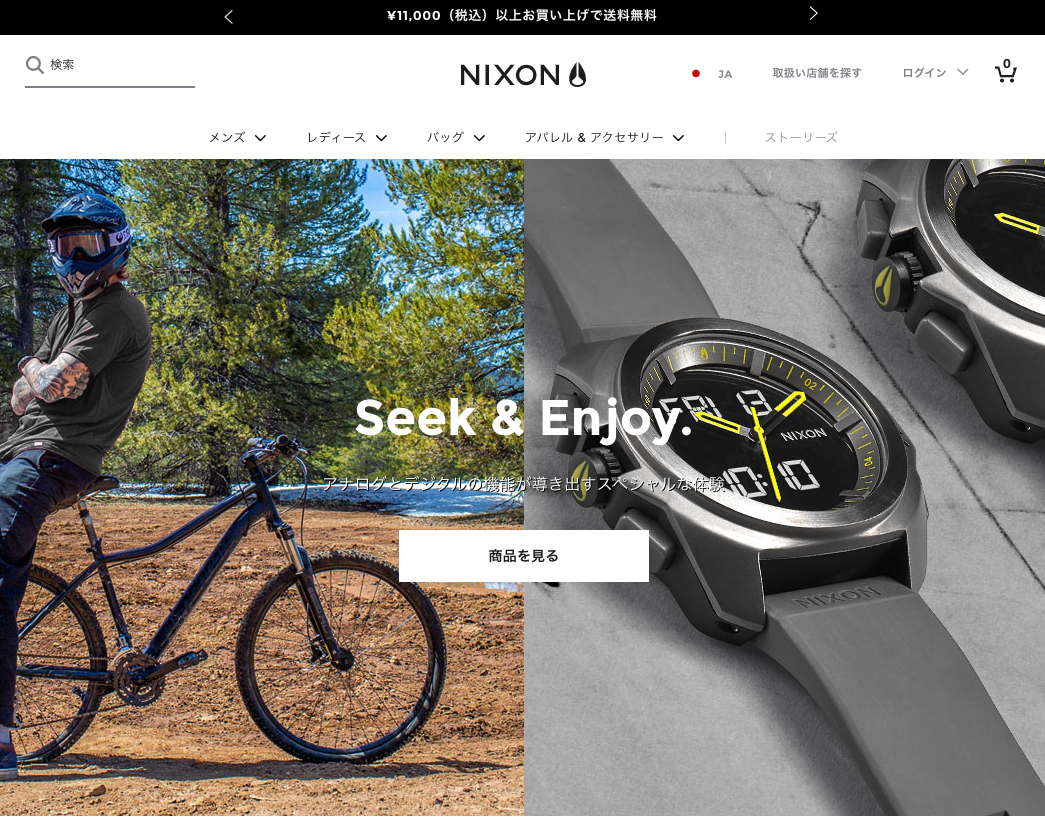 ¥11,000（税込）以上お買い上げで送料無料
検索
NIXON
JA
取扱い店舗を探す
ログイン
0
メンズ
レディース
バッグ
アパレル & アクセサリー
ストーリーズ
Seek & Enjoy.
アナログとデジタルの機能が導き出すスペシャルな体験
商品を見る
02
04
NIXON
10:10
NIXON